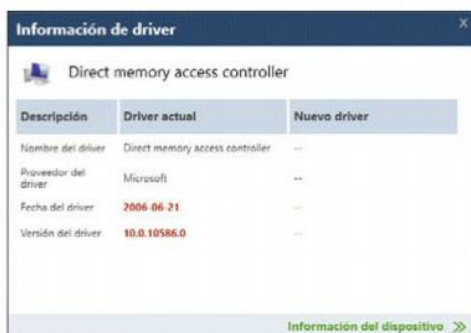 Información de driver
x
Direct memory access controller
Descripción Driver actual Nuevo driver
Nombre del driver Direct memory access controller --
Proveedor del
driver Microsoft --
Fecha del driver 2006-06-21 --
Versión del driver 10.0.10586.0 --
Información del dispositivo >>